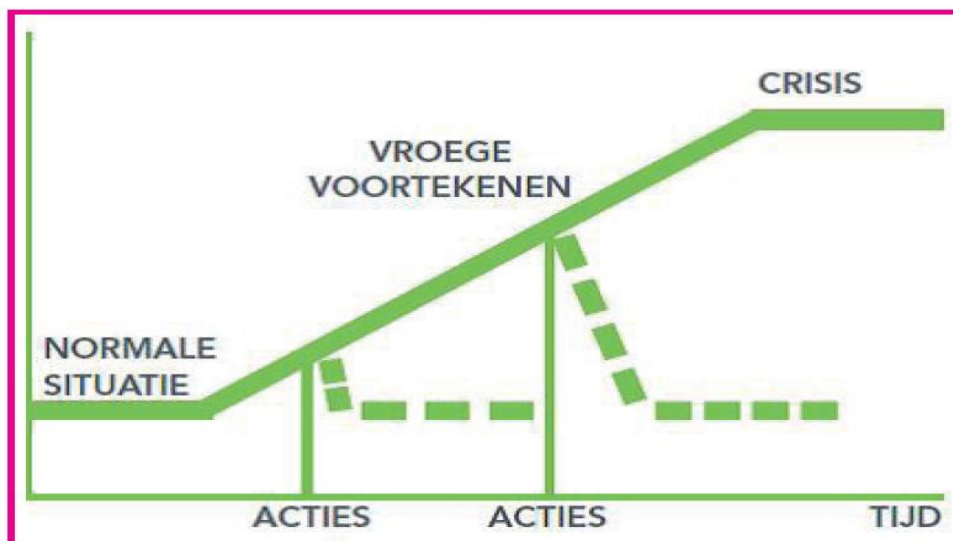 CRISIS
VROEGE
VOORTEKENEN
NORMALE
SITUATIE
ACTIES
ACTIES
TIJD